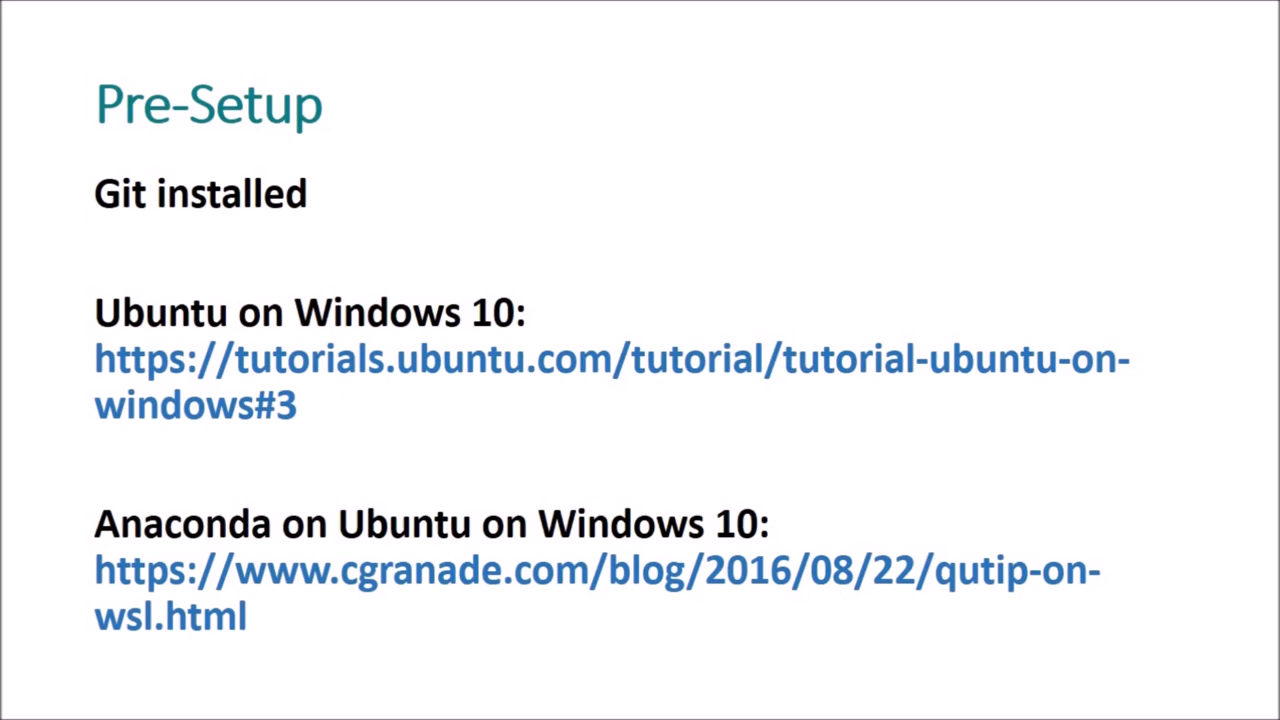 Pre-Setup
Git installed
Ubuntu on Windows 10:
https://tutorials.ubuntu.com/tutorial/tutorial-ubuntu-on-
windows#3
Anaconda on Ubuntu on Windows 10:
https://www.cgranade.com/blog/2016/08/22/qutip-on-
wsl.html